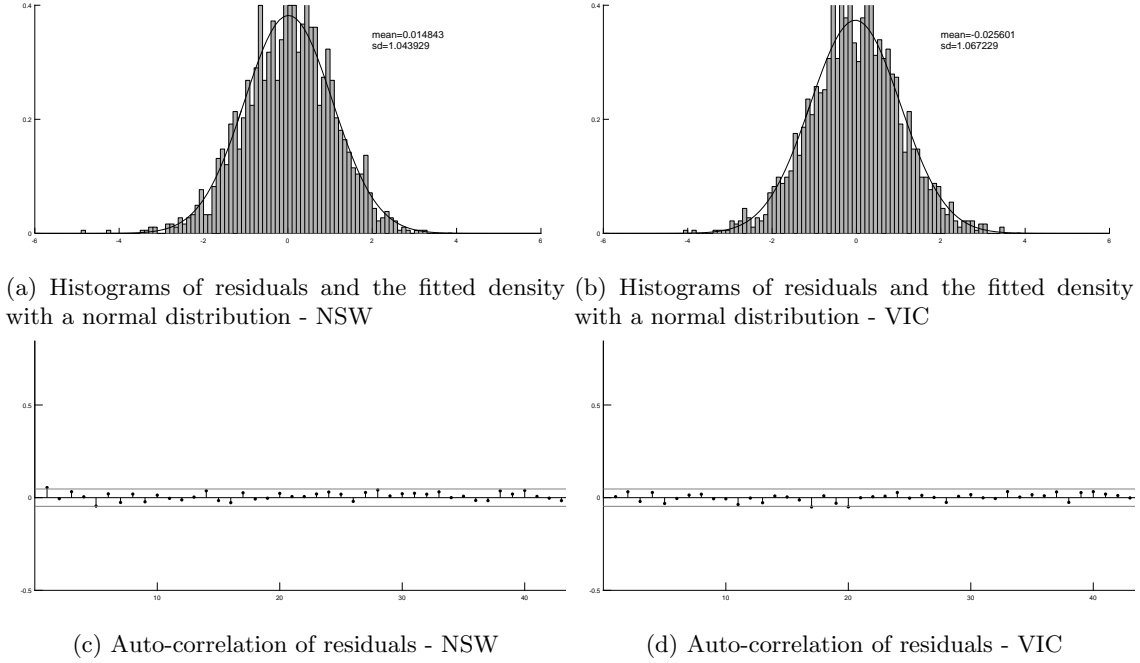 0.4
mean=0.014843
sd=1.043929
0.2
0
-6 -4 -2 0 2 4 6
0.4
mean=-0.025601
sd=1.067229
0.2
0
-6 -4 -2 0 2 4 6
(a) Histograms of residuals and the fitted density
with a normal distribution - NSW
(b) Histograms of residuals and the fitted density
with a normal distribution - VIC
0.5
0
-0.5
10 20 30 40
0.5
0
-0.5
10 20 30 40
(c) Auto-correlation of residuals - NSW
(d) Auto-correlation of residuals - VIC